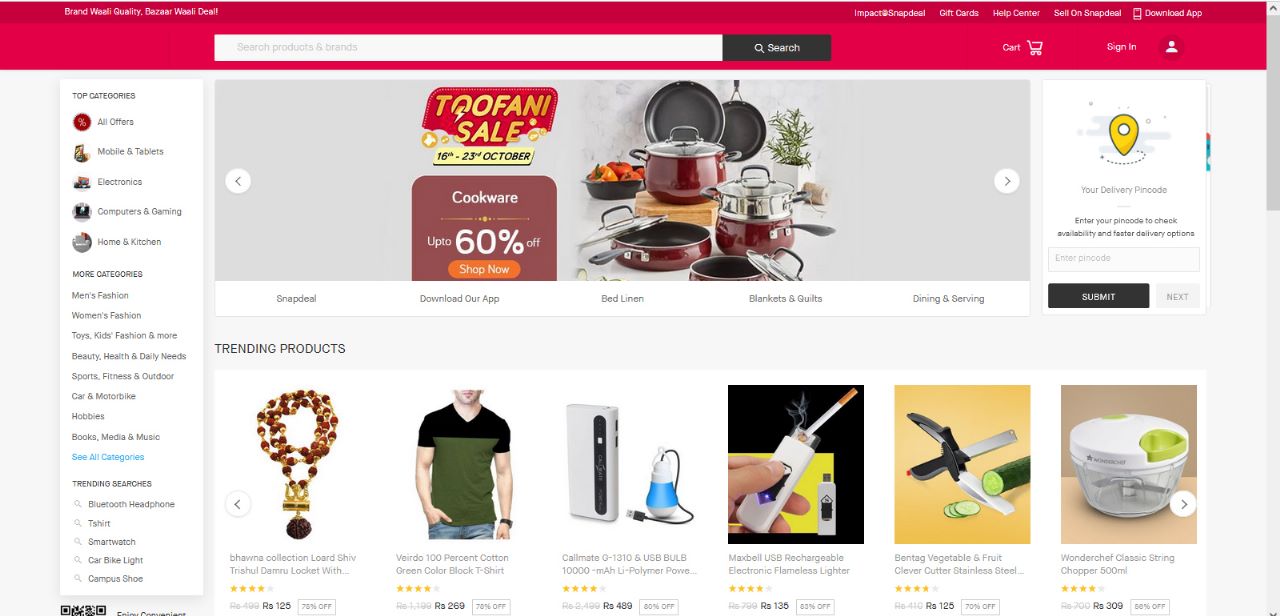 Brand Waali Quality, Bazaar Waali Deal!
Impact@Snapdeal
Gift Cards
Help Center
Sell On Snapdeal
Download App
Search products & brands
Search
Cart
Sign In
TOP CATEGORIES
All Offers
Mobile & Tablets
Electronics
Computers & Gaming
Home & Kitchen
MORE CATEGORIES
Men's Fashion
Women's Fashion
Toys, Kids' Fashion & more
Beauty, Health & Daily Needs
Sports, Fitness & Outdoor
Car & Motorbike
Hobbies
Books, Media & Music
See All Categories
TRENDING SEARCHES
Bluetooth Headphone
Tshirt
Smartwatch
Car Bike Light
Campus Shoe
Enjoy Convenient
TOOFANI
SALE
16th - 23rd OCTOBER
Cookware
Upto 60% off
Shop Now
Snapdeal
Download Our App
Bed Linen
Blankets & Quilts
Dining & Serving
Your Delivery Pincode
Enter your pincode to check
availability and faster delivery options
Enter pincode
SUBMIT
NEXT
TRENDING PRODUCTS
bhawna collection Loard Shiv
Trishul Damru Locket With...
Rs 499 Rs 125 75% OFF
Veirdo 100 Percent Cotton
Green Color Block T-Shirt
Rs 1,199 Rs 269 78% OFF
Callmate G-1310 & USB BULB
10000 -mAh Li-Polymer Powe...
Rs 2,499 Rs 489 80% OFF
Maxbell USB Rechargeable
Electronic Flameless Lighter
Rs 799 Rs 135 83% OFF
Bentag Vegetable & Fruit
Clever Cutter Stainless Steel...
Rs 410 Rs 125 70% OFF
WONDERCHEF
Wonderchef Classic String
Chopper 500ml
Rs 700 Rs 309 56% OFF